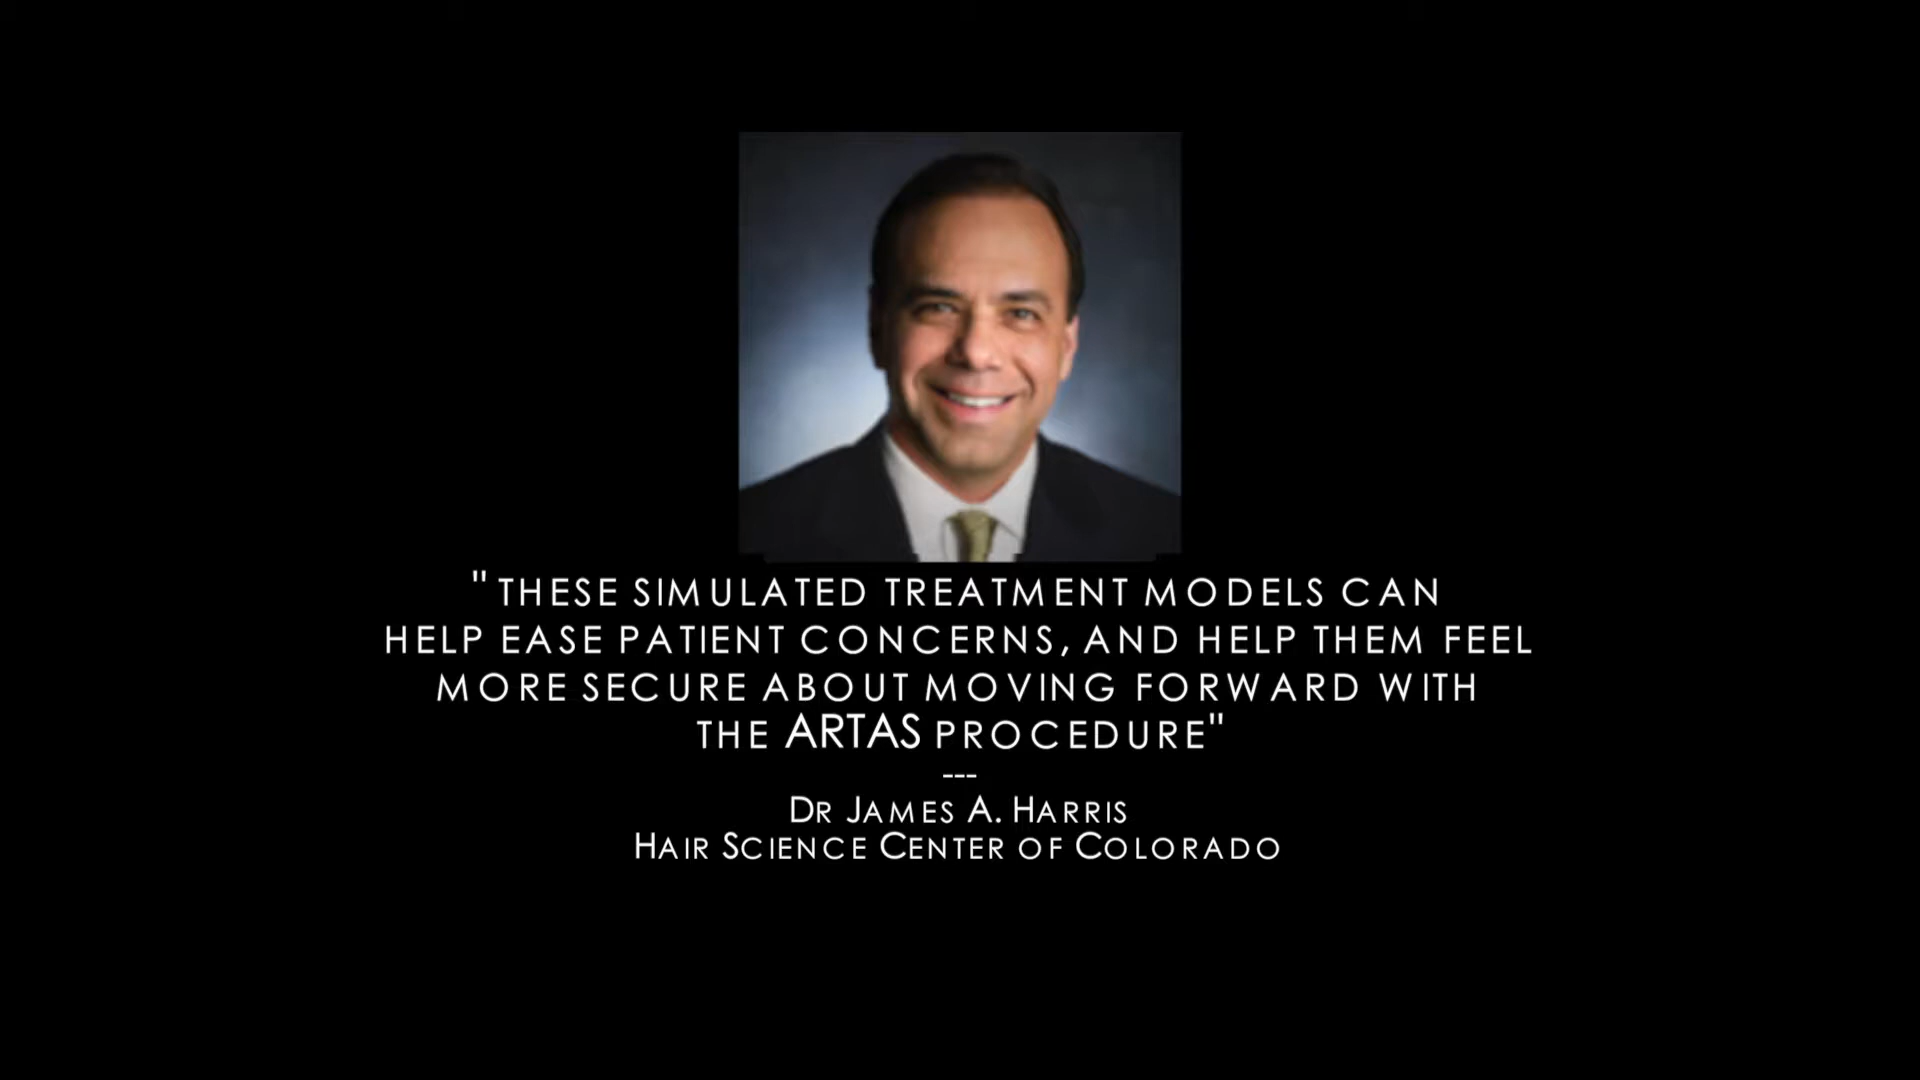 "THESE SIMULATED TREATMENT MODELS CAN
HELP EASE PATIENT CONCERNS, AND HELP THEM FEEL
MORE SECURE ABOUT MOVING FORWARD WITH
THE ARTAS PROCEDURE"
---
DR JAMES A. HARRIS
HAIR SCIENCE CENTER OF COLORADO